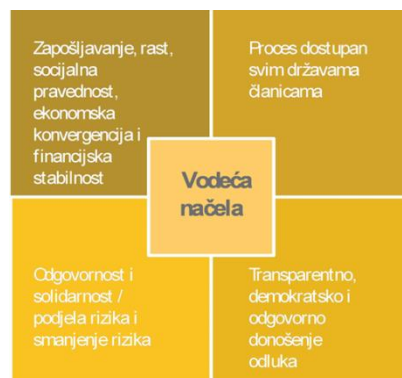 Zapošljavanje, rast,
socijalna
pravednost,
ekonomska
konvergencija i
financijska
stabilnost
Proces dostupan
svim državama
članicama
Vodeća
načela
Odgovornost i
solidarnost /
podjela rizika i
smanjenje rizika
Transparentno,
demokratsko i
odgovorno
donošenje
odluka